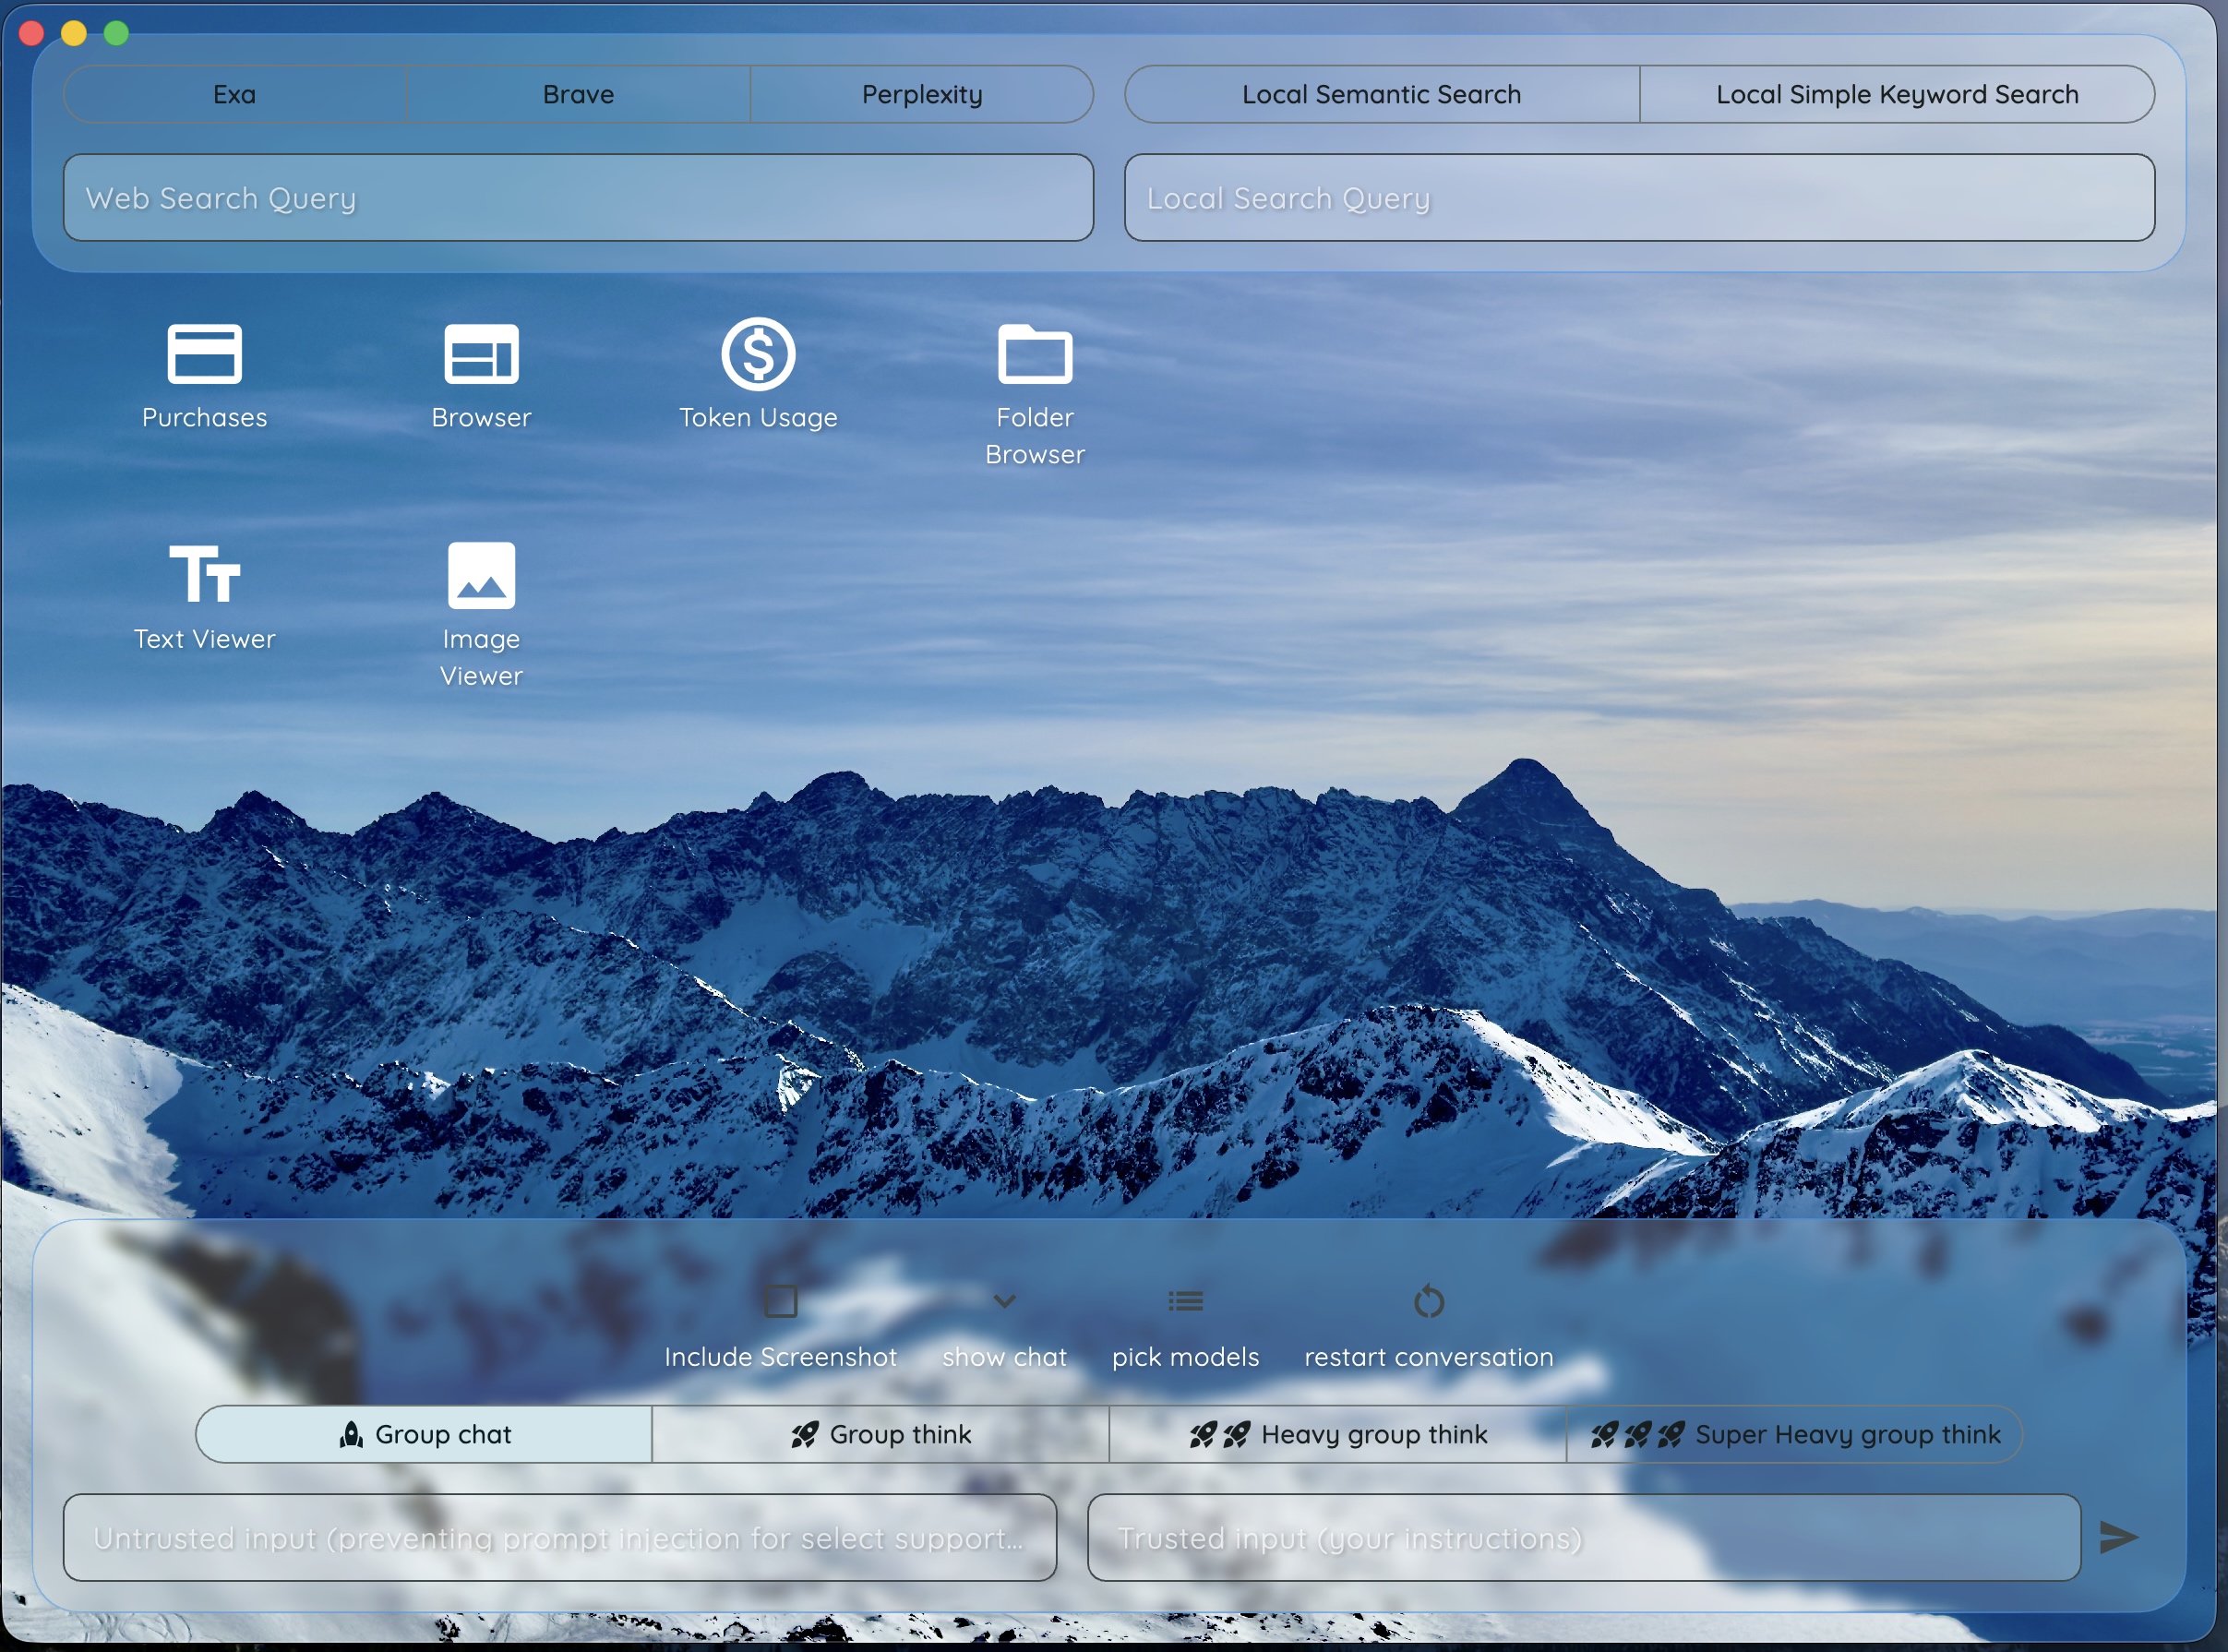 Exa Brave Perplexity Local Semantic Search Local Simple Keyword Search
Web Search Query Local Search Query
Purchases Browser Token Usage Folder
Browser
Text Viewer Image
Viewer
Include Screenshot show chat pick models restart conversation
Group chat Group think Heavy group think Super Heavy group think
Untrusted input (preventing prompt injection for select support... Trusted input (your instructions)